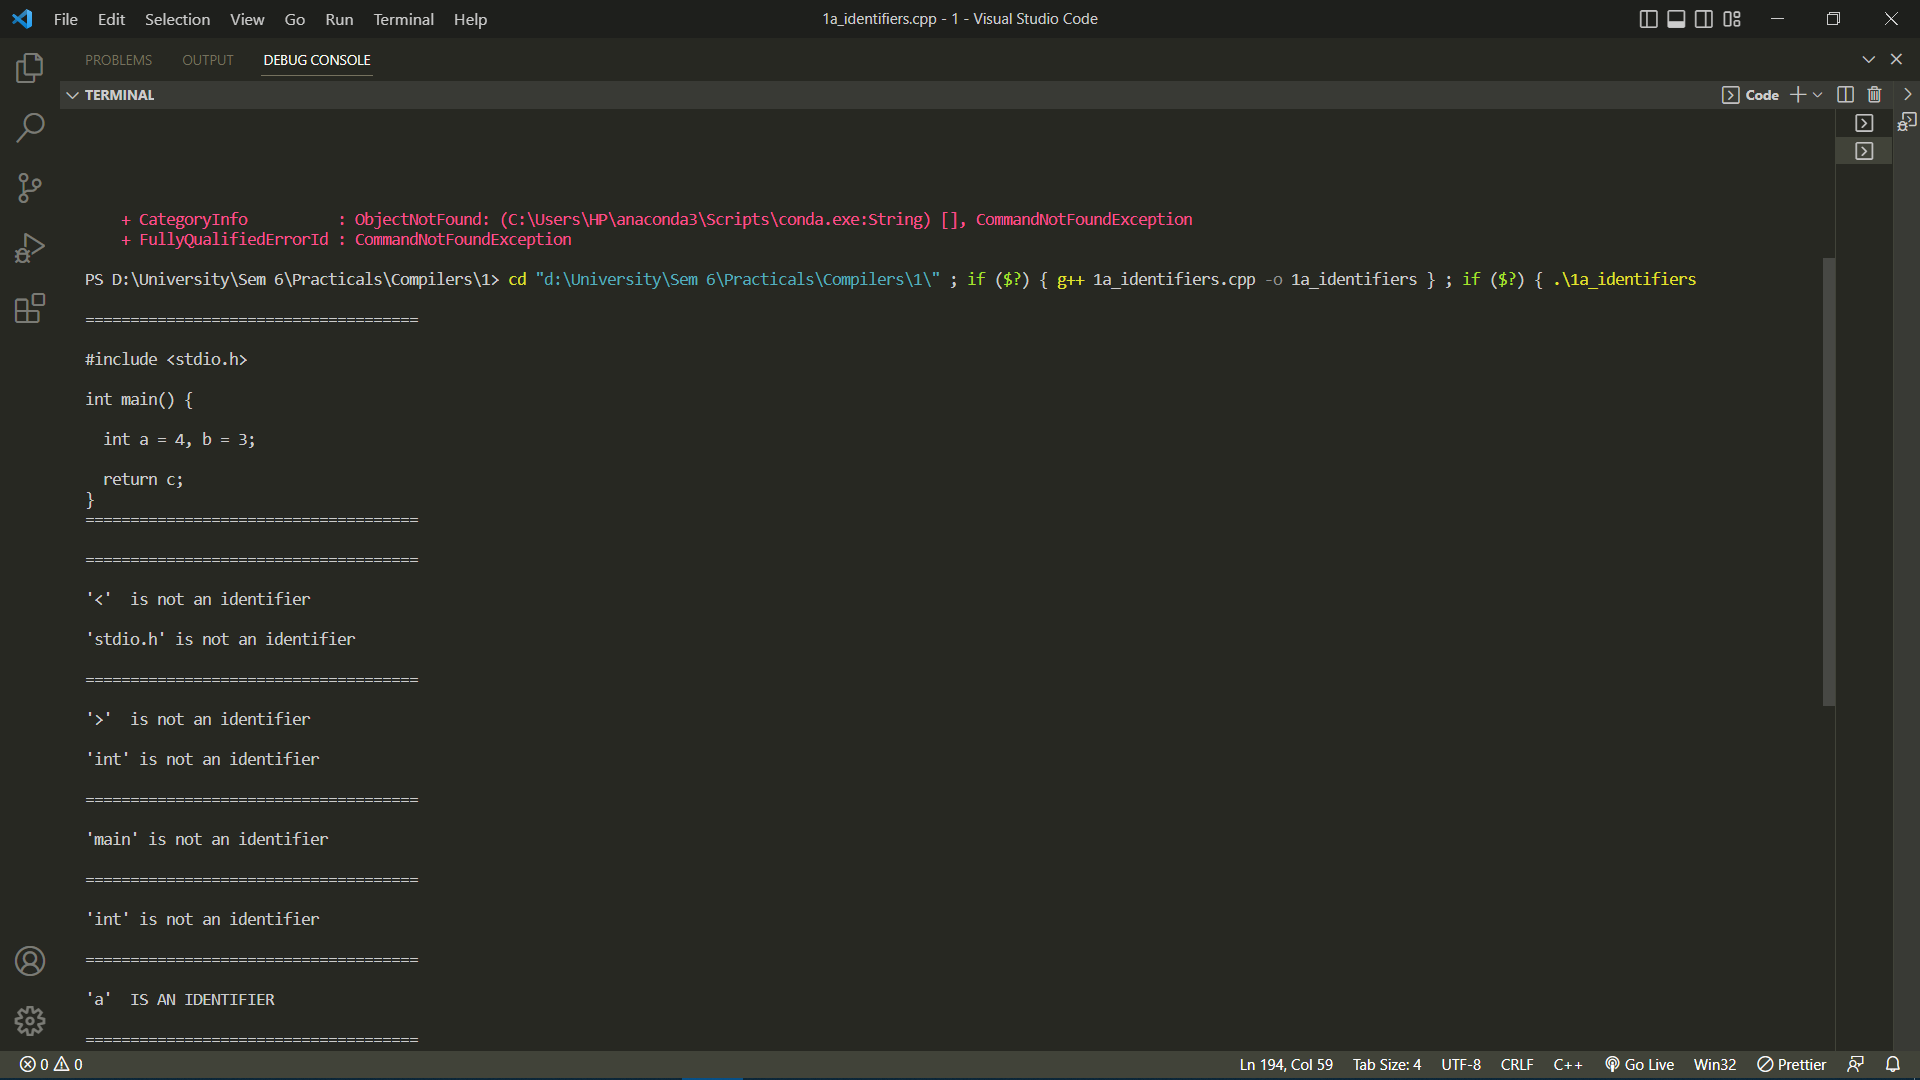 File Edit Selection View Go Run Terminal Help 1a_identifiers.cpp - 1 - Visual Studio Code
PROBLEMS OUTPUT DEBUG CONSOLE
TERMINAL Code
+ CategoryInfo          : ObjectNotFound: (C:\Users\HP\anaconda3\Scripts\conda.exe:String) [], CommandNotFoundException
+ FullyQualifiedErrorId : CommandNotFoundException
PS D:\University\Sem 6\Practicals\Compilers\1> cd "d:\University\Sem 6\Practicals\Compilers\1\" ; if ($?) { g++ 1a_identifiers.cpp -o 1a_identifiers } ; if ($?) { .\1a_identifiers
=====================================
#include <stdio.h>
int main() {
int a = 4, b = 3;
return c;
}
=====================================
=====================================
'<'  is not an identifier
'stdio.h' is not an identifier
=====================================
'>'  is not an identifier
'int' is not an identifier
=====================================
'main' is not an identifier
=====================================
'int' is not an identifier
=====================================
'a'  IS AN IDENTIFIER
=====================================
0 0 Ln 194, Col 59 Tab Size: 4 UTF-8 CRLF C++ Go Live Win32 Prettier